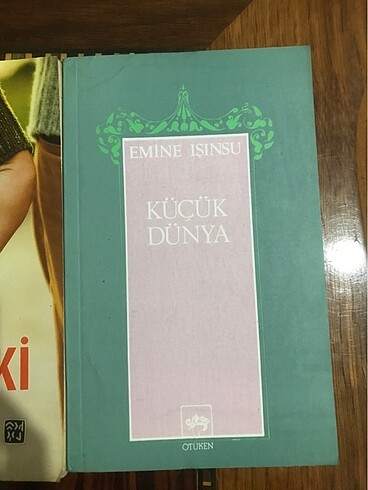 EMİNE IŞINSU
KÜÇÜK
DÜNYA
ÖTÜKEN
Kİ